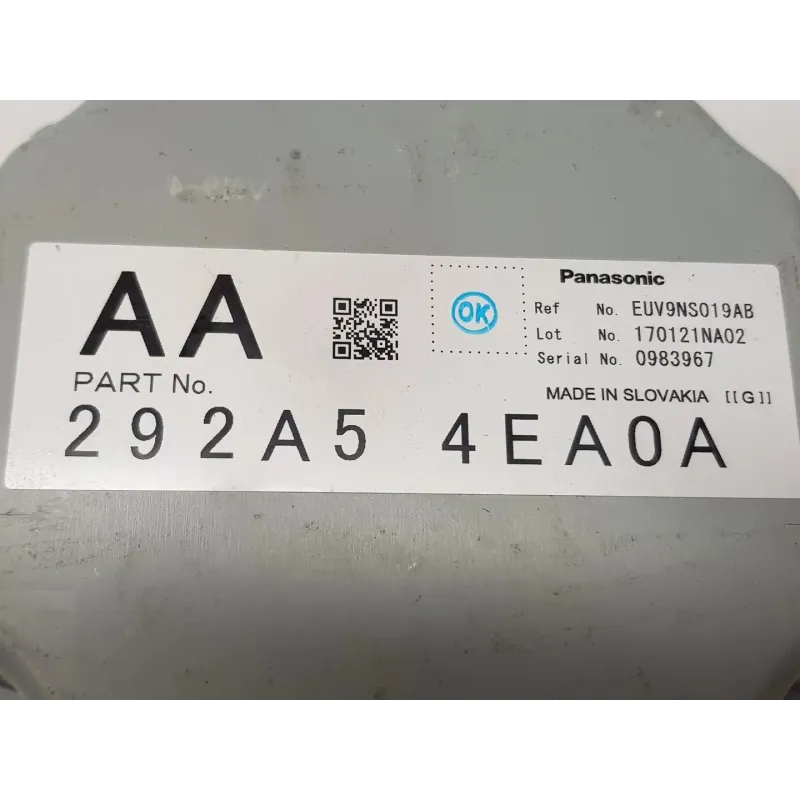 AA
OK
Panasonic
Ref No. EUV9NS019AB
Lot No. 170121NA02
Serial No. 0983967
PART No.
MADE IN SLOVAKIA [[G]]
292A5 4EA0A